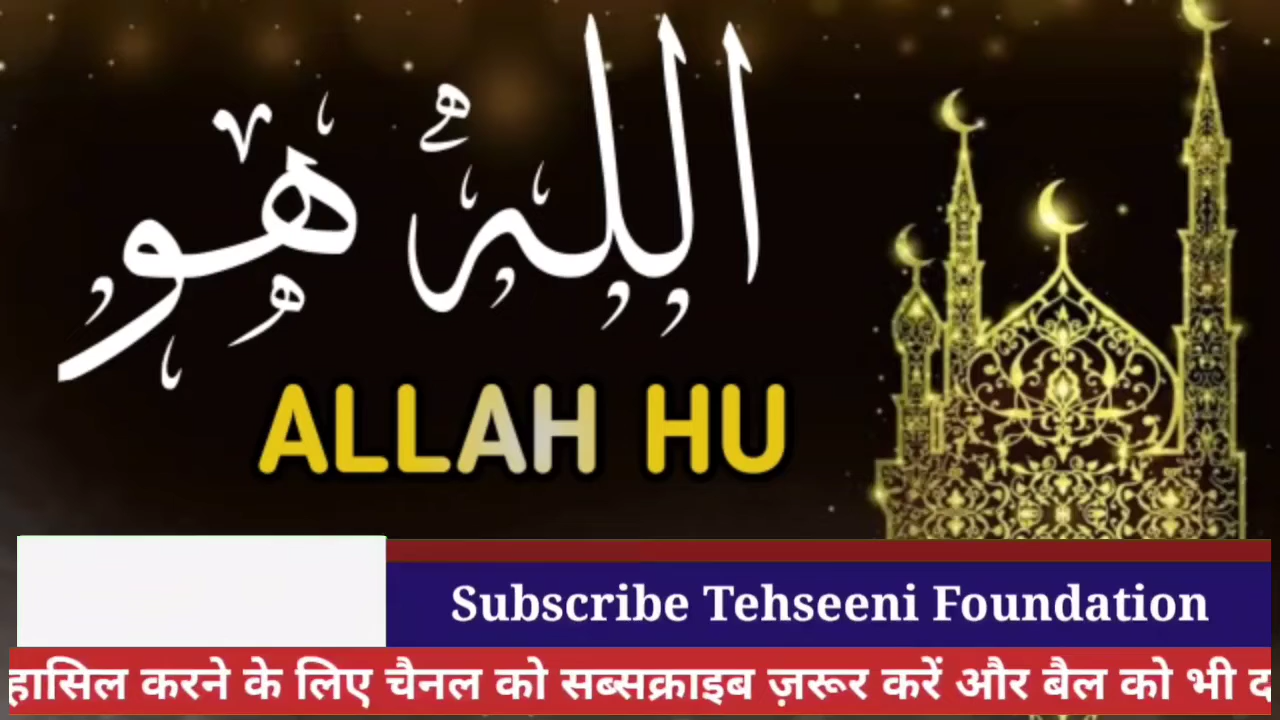 اللہ ھو
ALLAH HU
Subscribe Tehseeni Foundation
हासिल करने के लिए चैनल को सब्सक्राइब ज़रूर करें और बैल को भी द